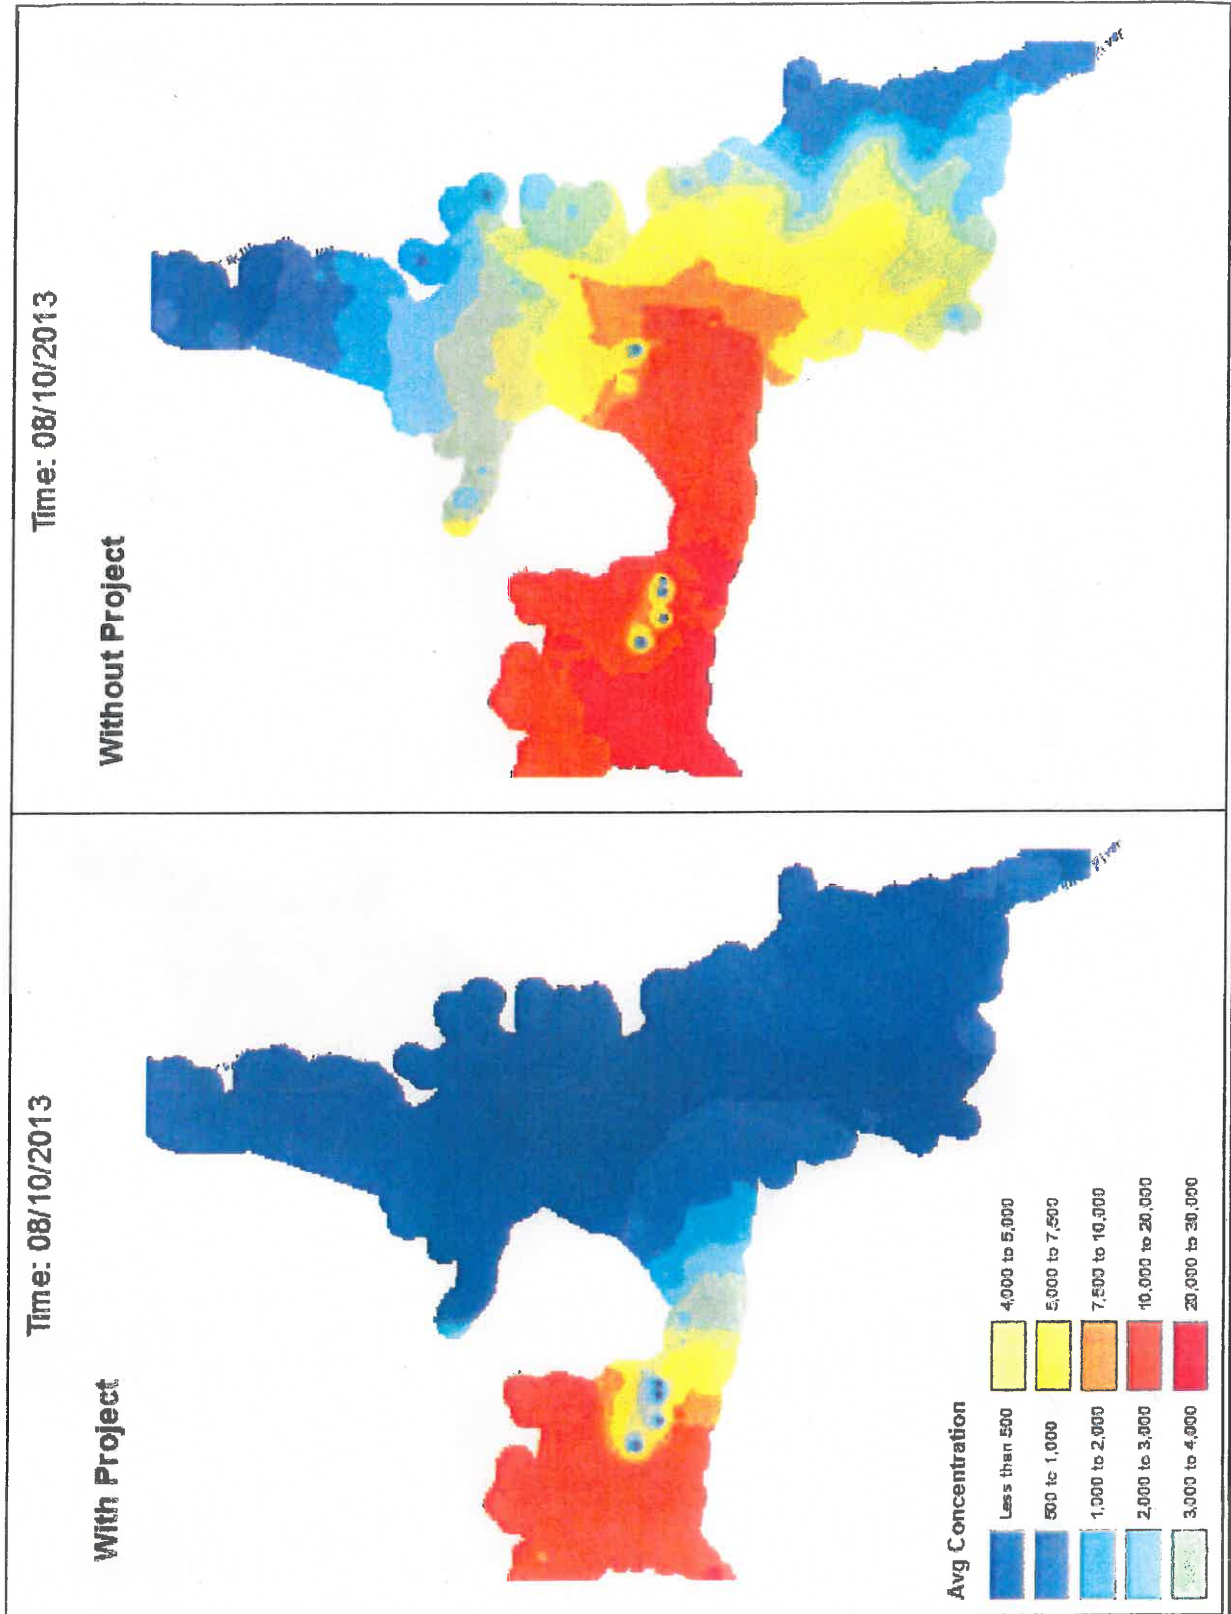 Time: 08/10/2013
With Project
Time: 08/10/2013
Without Project
Avg Concentration
Less than 500
500 to 1,000
1,000 to 2,000
2,000 to 3,000
3,000 to 4,000
4,000 to 5,000
5,000 to 7,500
7,500 to 10,000
10,000 to 20,000
20,000 to 30,000
River